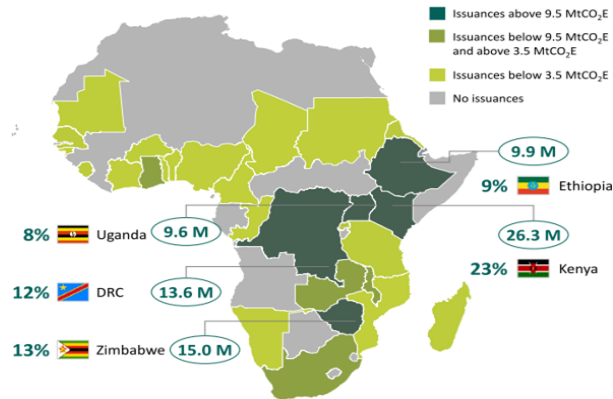 Issuances above 9.5 MtCO₂E
Issuances below 9.5 MtCO₂E
and above 3.5 MtCO₂E
Issuances below 3.5 MtCO₂E
No issuances
9.9 M
9% Ethiopia
8% Uganda
9.6 M
26.3 M
23% Kenya
12% DRC
13.6 M
13% Zimbabwe
15.0 M